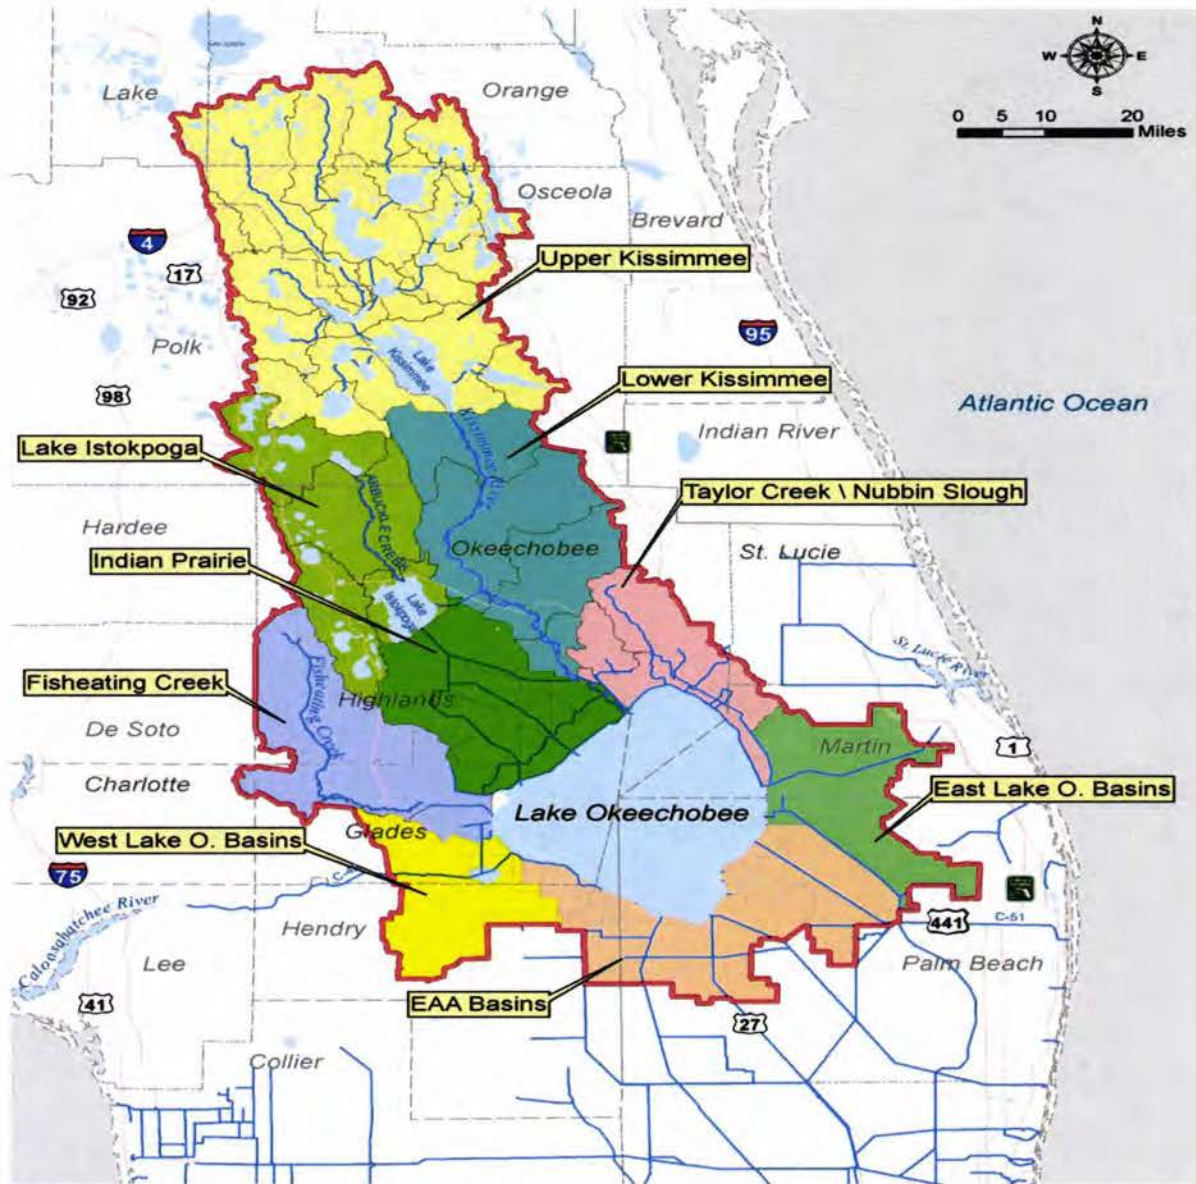 N
W E
S
0 5 10 20
Miles
Lake
Orange
Osceola
Brevard
4
17
92
Upper Kissimmee
95
Polk
Lake
Kissimmee
98
Lower Kissimmee
Atlantic Ocean
Kissimmee River
Indian River
Lake Istokpoga
Taylor Creek \ Nubbin Slough
ARBUCKLE CREEK
Hardee
Okeechobee
St. Lucie
Indian Prairie
Lake
Istokpoga
St. Lucie River
Fisheating Creek
Fisheating Creek
Highlands
De Soto
Martin
1
Charlotte
East Lake O. Basins
Lake Okeechobee
Glades
West Lake O. Basins
75
Caloosahatchee River
Hendry
441
C-51
Lee
Palm Beach
EAA Basins
41
27
Collier